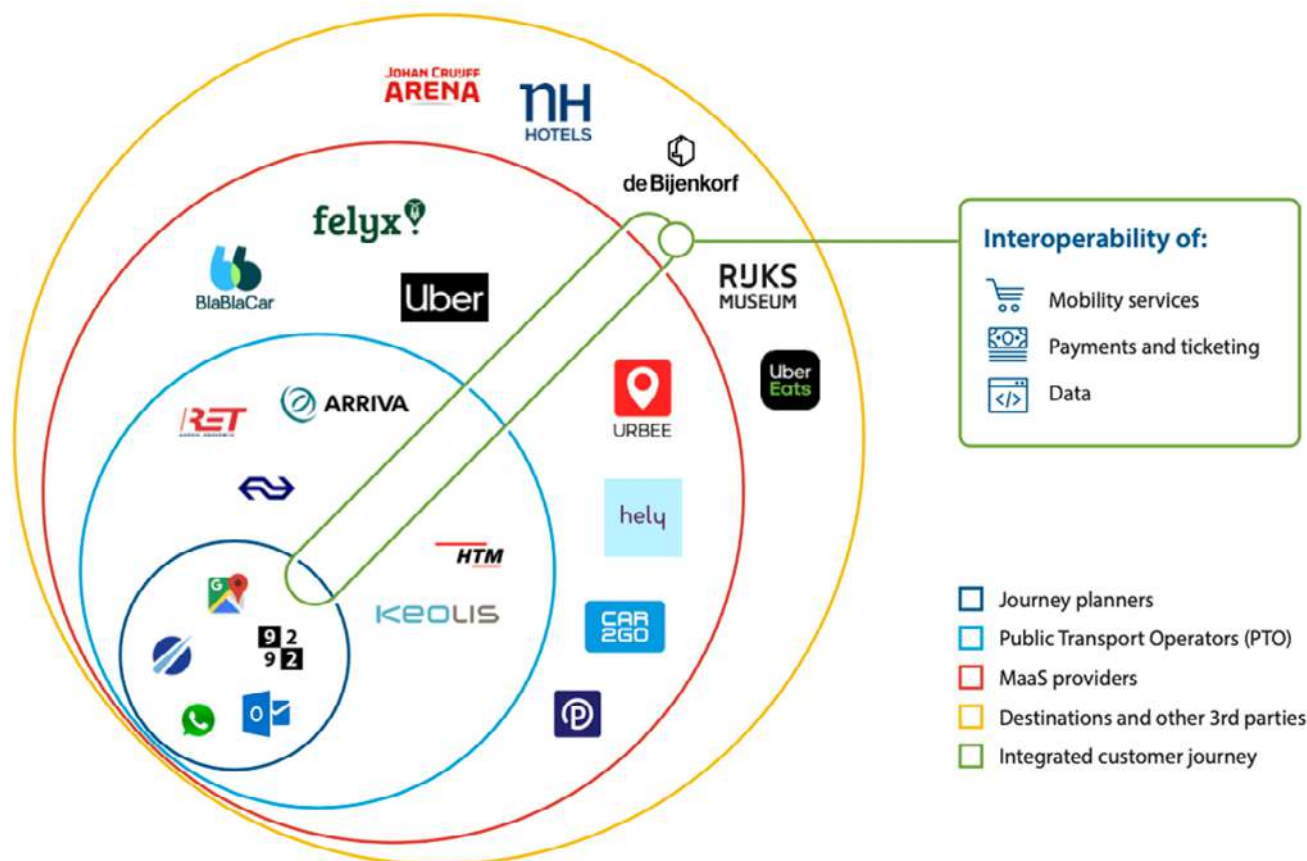 JOHAN CRUIJFF
ARENA
nH
HOTELS
de Bijenkorf
felyx
BlaBlaCar
Uber
RIJKS
MUSEUM
Uber
Eats
ARRIVA
RET
URBEE
hely
HTM
KEOLIS
CAR
2GO
G
9 2
9 2
O
P
Interoperability of:
Mobility services
Payments and ticketing
</>
Data
Journey planners
Public Transport Operators (PTO)
MaaS providers
Destinations and other 3rd parties
Integrated customer journey